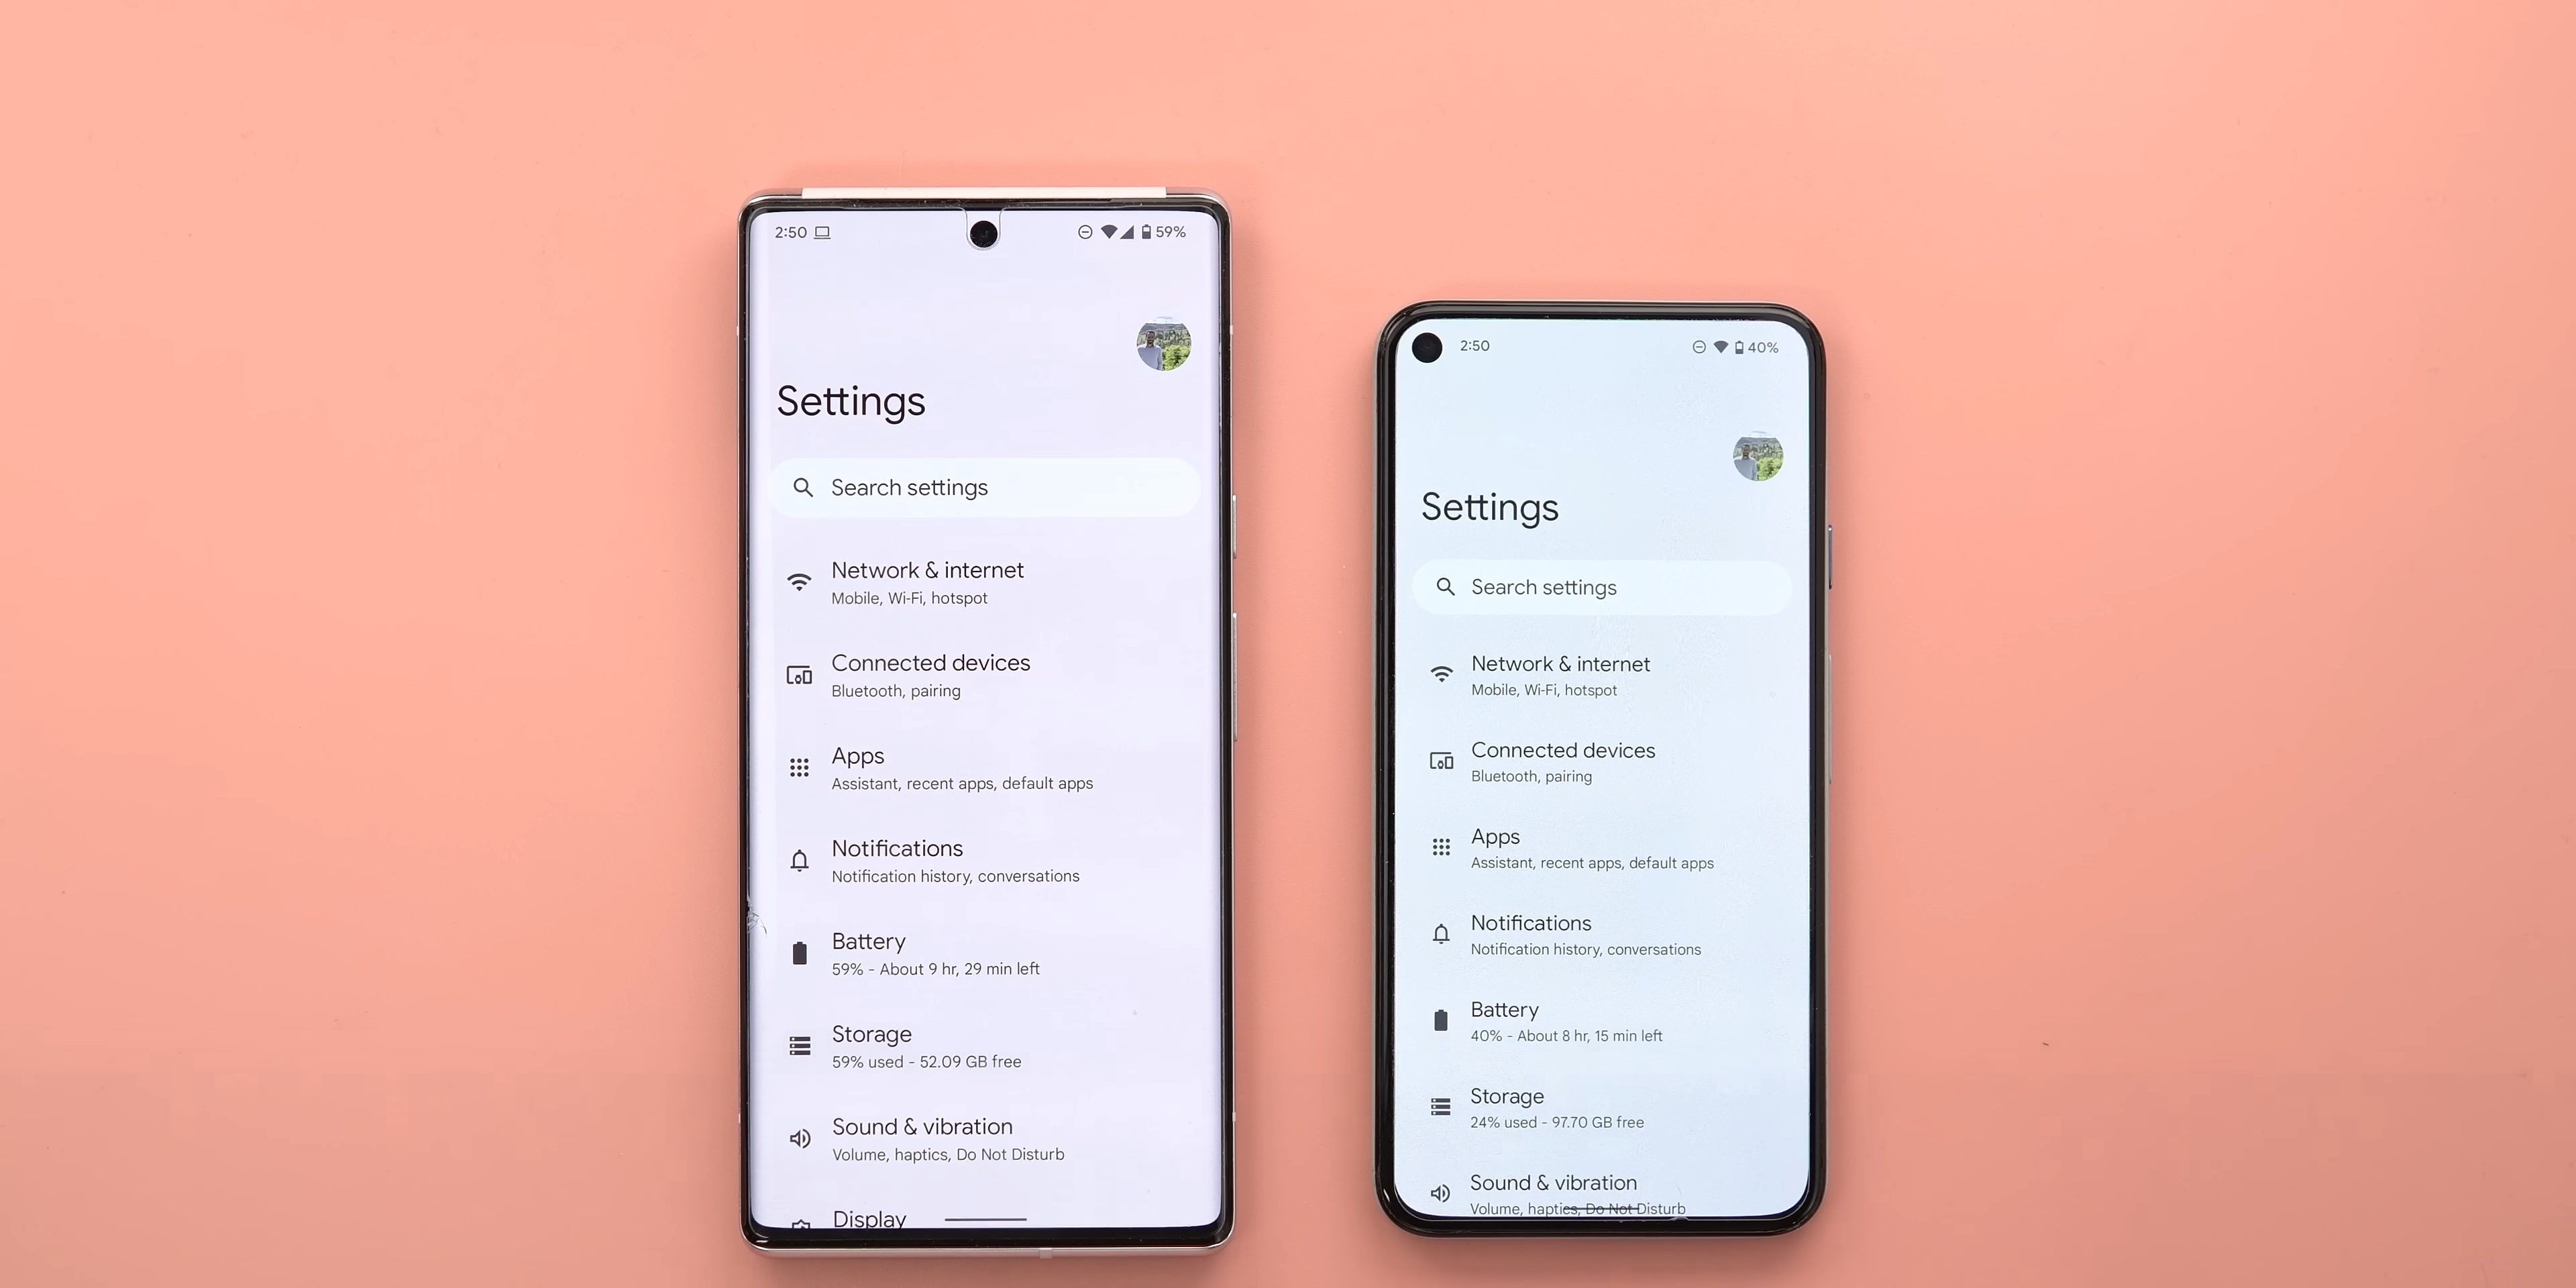 2:50
59%
Settings
Search settings
Network & internet
Mobile, Wi-Fi, hotspot
Connected devices
Bluetooth, pairing
Apps
Assistant, recent apps, default apps
Notifications
Notification history, conversations
Battery
59% - About 9 hr, 29 min left
Storage
59% used - 52.09 GB free
Sound & vibration
Volume, haptics, Do Not Disturb
Display
2:50
40%
Settings
Search settings
Network & internet
Mobile, Wi-Fi, hotspot
Connected devices
Bluetooth, pairing
Apps
Assistant, recent apps, default apps
Notifications
Notification history, conversations
Battery
40% - About 8 hr, 15 min left
Storage
24% used - 97.70 GB free
Sound & vibration
Volume, haptics, Do Not Disturb